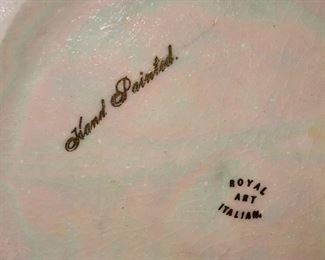 Hand Painted.
ROYAL
ART
ITALIAN.